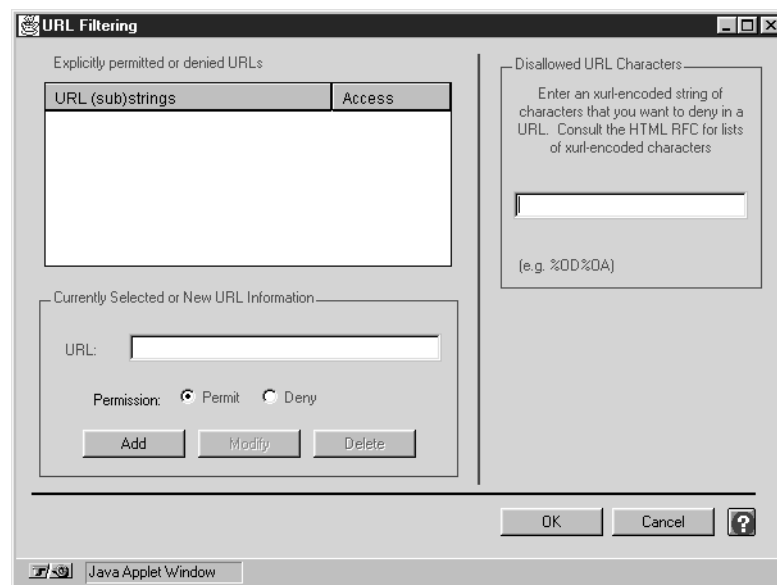 URL Filtering
Explicitly permitted or denied URLs
URL (sub)strings Access
Currently Selected or New URL Information
URL:
Permission: Permit Deny
Add Modify Delete
Disallowed URL Characters
Enter an xurl-encoded string of
characters that you want to deny in a
URL. Consult the HTML RFC for lists
of xurl-encoded characters
(e.g. %0D%0A)
OK Cancel ?
Java Applet Window